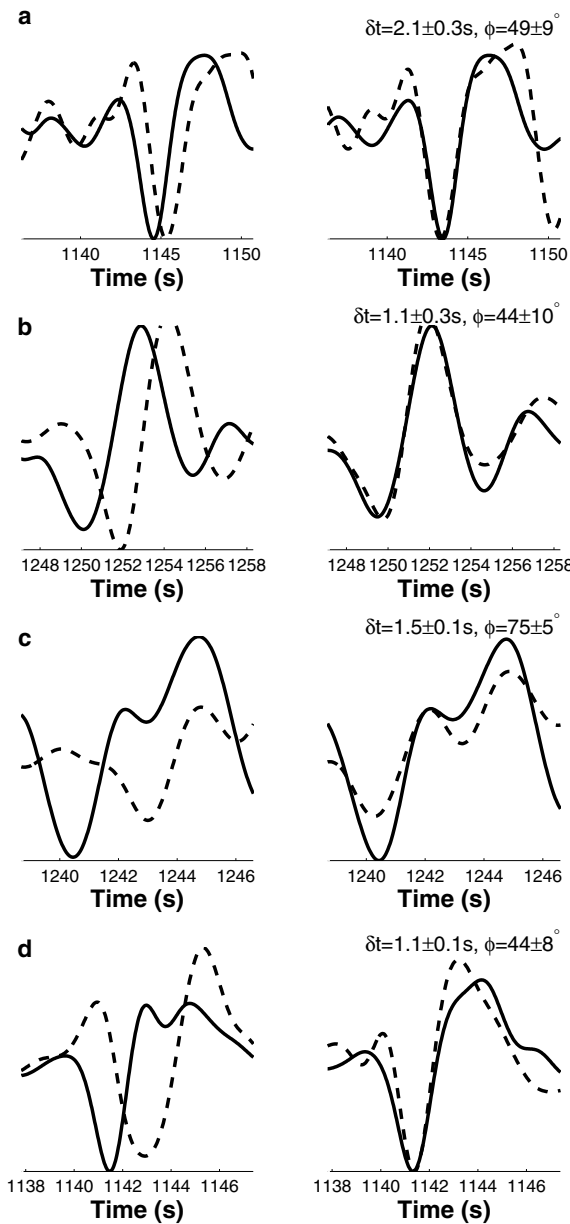 a
δt=2.1±0.3s, ϕ=49±9°
1140 1145 1150
Time (s)
1140 1145 1150
Time (s)
b
δt=1.1±0.3s, ϕ=44±10°
1248 1250 1252 1254 1256 1258
Time (s)
1248 1250 1252 1254 1256 1258
Time (s)
c
δt=1.5±0.1s, ϕ=75±5°
1240 1242 1244 1246
Time (s)
1240 1242 1244 1246
Time (s)
d
δt=1.1±0.1s, ϕ=44±8°
1138 1140 1142 1144 1146
Time (s)
1138 1140 1142 1144 1146
Time (s)